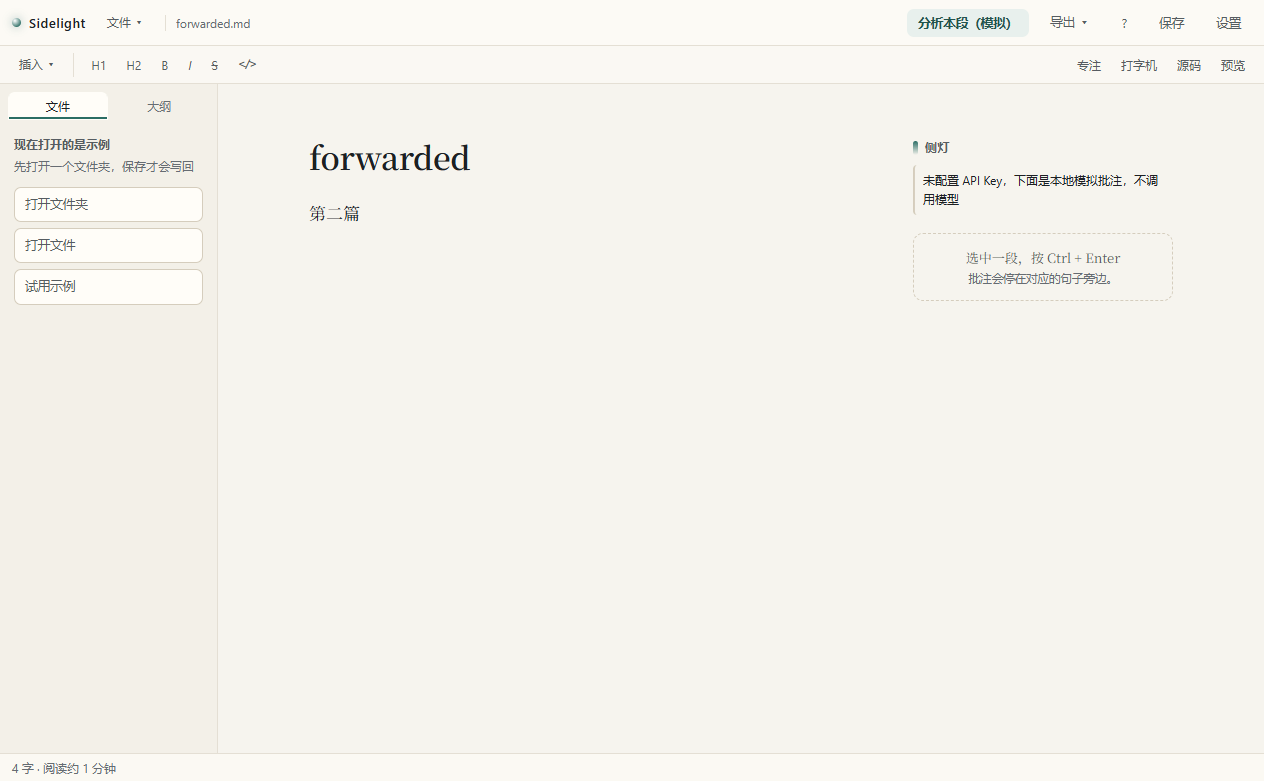 Sidelight 文件 forwarded.md 分析本段（模拟） 导出 ? 保存 设置
插入 H1 H2 B I S </> 专注 打字机 源码 预览
文件 大纲
现在打开的是示例
先打开一个文件夹，保存才会写回
打开文件夹
打开文件
试用示例
forwarded
第二篇
侧灯
未配置 API Key，下面是本地模拟批注，不调
用模型
选中一段，按 Ctrl + Enter
批注会停在对应的句子旁边。
4 字 · 阅读约 1 分钟